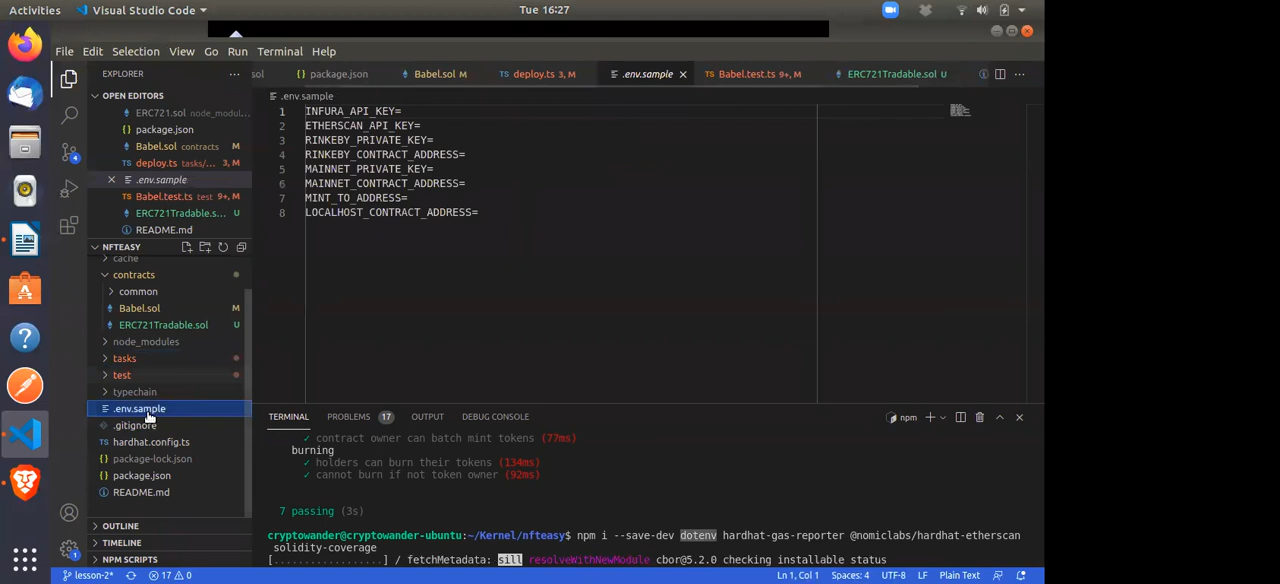 Activities
Visual Studio Code
Tue 16:27
File Edit Selection View Go Run Terminal Help
EXPLORER
OPEN EDITORS
ERC721.sol node_modul...
package.json
Babel.sol contracts M
deploy.ts tasks/... 3, M
.env.sample
Babel.test.ts test 9+, M
ERC721Tradable.s... U
README.md
NFTEASY
cache
contracts
common
Babel.sol M
ERC721Tradable.sol U
node_modules
tasks
test
typechain
.env.sample
.gitignore
hardhat.config.ts
package-lock.json
package.json
README.md
OUTLINE
TIMELINE
NPM SCRIPTS
sol package.json Babel.sol M deploy.ts 3, M .env.sample Babel.test.ts 9+, M ERC721Tradable.sol U
.env.sample
1 INFURA_API_KEY=
2 ETHERSCAN_API_KEY=
3 RINKEBY_PRIVATE_KEY=
4 RINKEBY_CONTRACT_ADDRESS=
5 MAINNET_PRIVATE_KEY=
6 MAINNET_CONTRACT_ADDRESS=
7 MINT_TO_ADDRESS=
8 LOCALHOST_CONTRACT_ADDRESS=
TERMINAL PROBLEMS 17 OUTPUT DEBUG CONSOLE
npm
✓ contract owner can batch mint tokens (77ms)
burning
✓ holders can burn their tokens (134ms)
✓ cannot burn if not token owner (92ms)
7 passing (3s)
cryptowander@cryptowander-ubuntu:~/Kernel/nfteasy$ npm i --save-dev dotenv hardhat-gas-reporter @nomiclabs/hardhat-etherscan
solidity-coverage
[..................] / fetchMetadata: sill resolveWithNewModule cbor@5.2.0 checking installable status
4
1
lesson-2* 17 0
Ln 1, Col 1 Spaces: 4 UTF-8 LF Plain Text